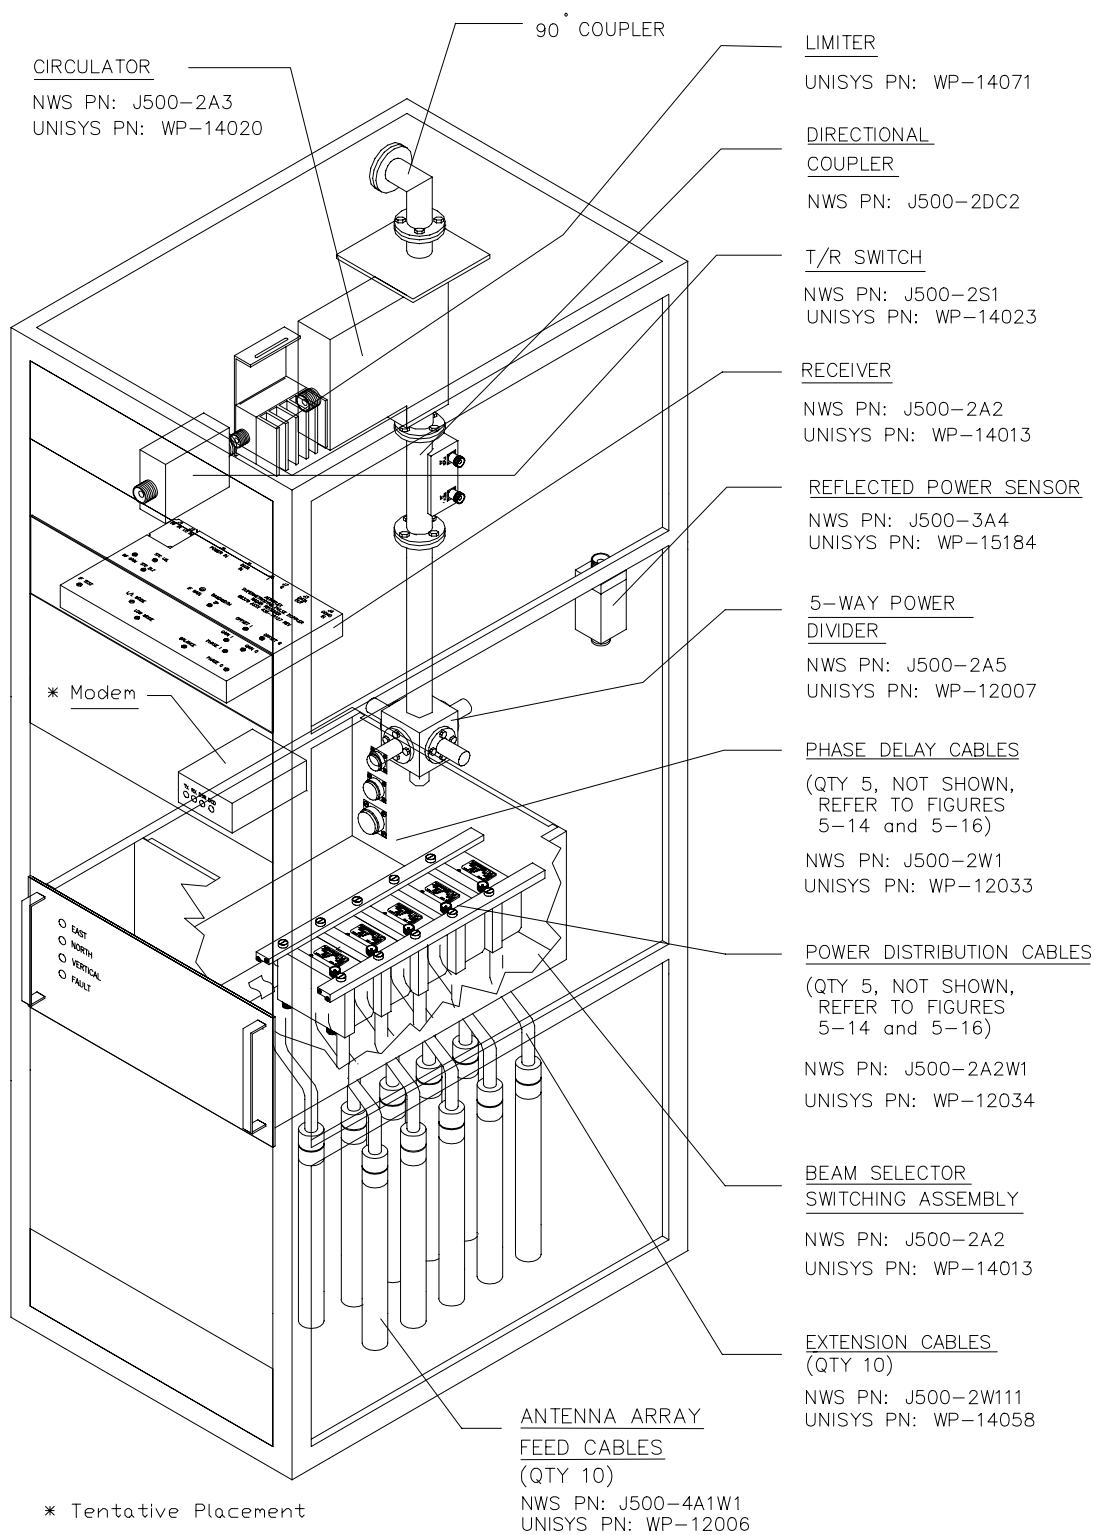 90° COUPLER
CIRCULATOR
NWS PN: J500-2A3
UNISYS PN: WP-14020
LIMITER
UNISYS PN: WP-14071
DIRECTIONAL
COUPLER
NWS PN: J500-2DC2
T/R SWITCH
NWS PN: J500-2S1
UNISYS PN: WP-14023
RECEIVER
NWS PN: J500-2A2
UNISYS PN: WP-14013
REFLECTED POWER SENSOR
NWS PN: J500-3A4
UNISYS PN: WP-15184
5-WAY POWER
DIVIDER
NWS PN: J500-2A5
UNISYS PN: WP-12007
* Modem
PHASE DELAY CABLES
(QTY 5, NOT SHOWN,
REFER TO FIGURES
5-14 and 5-16)
NWS PN: J500-2W1
UNISYS PN: WP-12033
EAST
NORTH
VERTICAL
FAULT
POWER DISTRIBUTION CABLES
(QTY 5, NOT SHOWN,
REFER TO FIGURES
5-14 and 5-16)
NWS PN: J500-2A2W1
UNISYS PN: WP-12034
BEAM SELECTOR
SWITCHING ASSEMBLY
NWS PN: J500-2A2
UNISYS PN: WP-14013
EXTENSION CABLES
(QTY 10)
NWS PN: J500-2W111
UNISYS PN: WP-14058
ANTENNA ARRAY
FEED CABLES
(QTY 10)
NWS PN: J500-4A1W1
UNISYS PN: WP-12006
* Tentative Placement